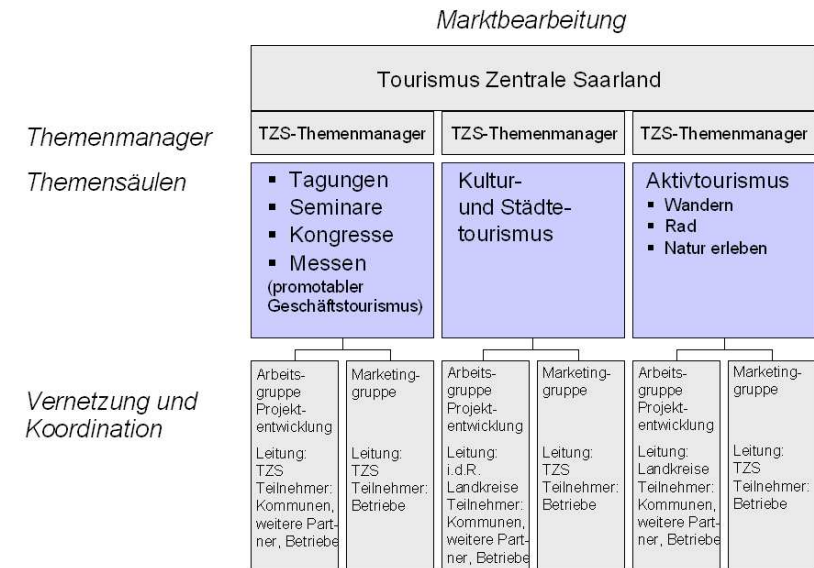 Marktbearbeitung
Tourismus Zentrale Saarland
Themenmanager
TZS-Themenmanager
TZS-Themenmanager
TZS-Themenmanager
Themensäulen
▪ Tagungen
▪ Seminare
▪ Kongresse
▪ Messen
(promotabler
Geschäftstourismus)
Kultur-
und Städte-
tourismus
Aktivtourismus
▪ Wandern
▪ Rad
▪ Natur erleben
Vernetzung und
Koordination
Arbeits-
gruppe
Projekt-
entwicklung
Leitung:
TZS
Teilnehmer:
Kommunen,
weitere Part-
ner, Betriebe
Marketing-
gruppe
Leitung:
TZS
Teilnehmer:
Betriebe
Arbeits-
gruppe
Projekt-
entwicklung
Leitung:
i.d.R.
Landkreise
Teilnehmer:
Kommunen,
weitere Part-
ner, Betriebe
Marketing-
gruppe
Leitung:
TZS
Teilnehmer:
Betriebe
Arbeits-
gruppe
Projekt-
entwicklung
Leitung:
Landkreise
Teilnehmer:
Kommunen,
weitere Part-
ner, Betriebe
Marketing-
gruppe
Leitung:
TZS
Teilnehmer:
Betriebe